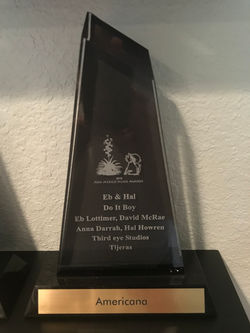 Eb & Hal
Do It Boy
Eb Lottimer, David McRae
Anna Darrah, Hal Howren
Third eye Studios
Tijeras
Americana